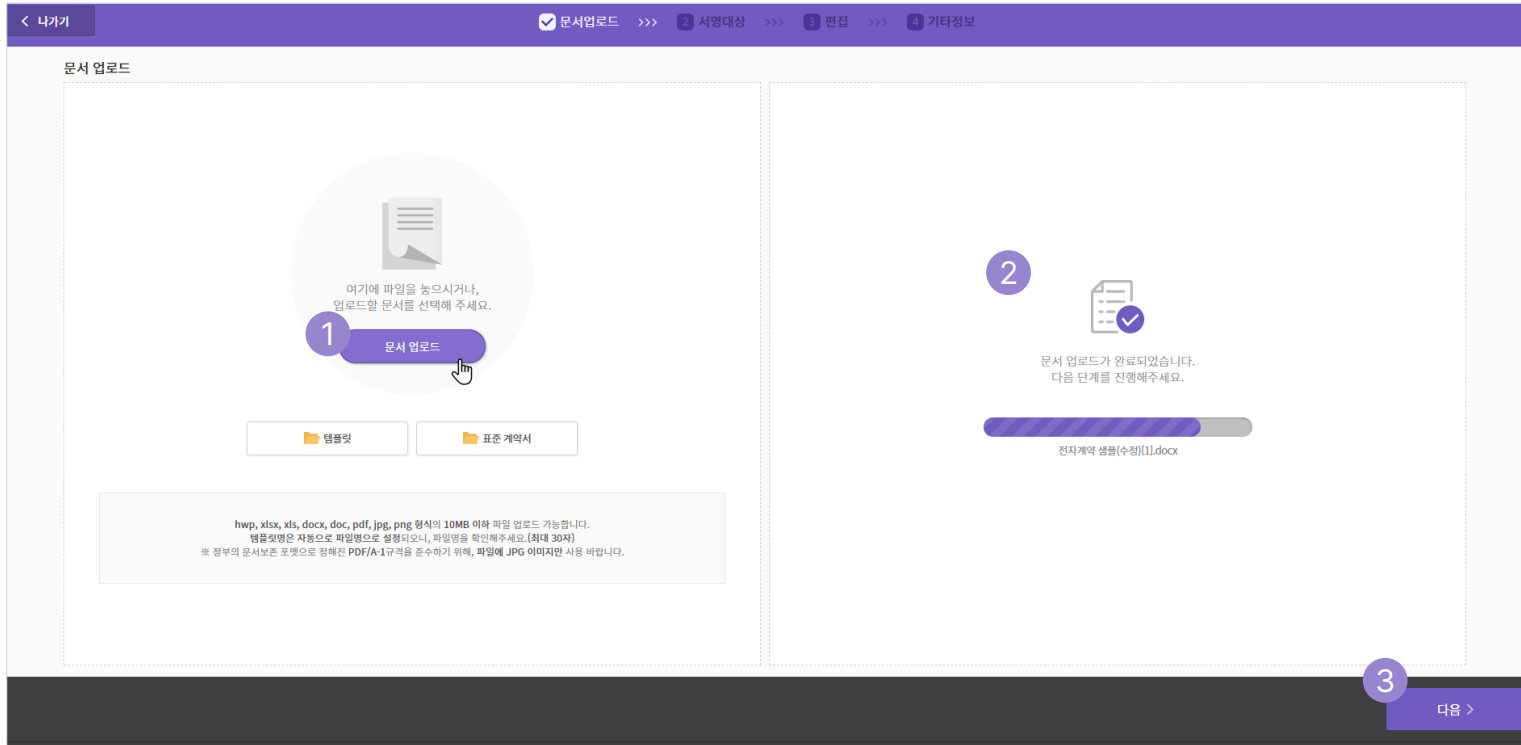 < 나가기
문서업로드 >>> 2 서명대상 >>> 3 편집 >>> 4 기타정보
문서 업로드
여기에 파일을 놓으시거나,
업로드할 문서를 선택해 주세요.
1
문서 업로드
템플릿
표준 계약서
hwp, xlsx, xls, docx, doc, pdf, jpg, png 형식의 10MB 이하 파일 업로드 가능합니다.
템플릿명은 자동으로 파일명으로 설정되오니, 파일명을 확인해주세요.(최대 30자)
※ 정부의 문서보존 포맷으로 정해진 PDF/A-1규격을 준수하기 위해, 파일에 JPG 이미지만 사용 바랍니다.
2
문서 업로드가 완료되었습니다.
다음 단계를 진행해주세요.
전자계약 샘플(수정)[1].docx
3
다음 >